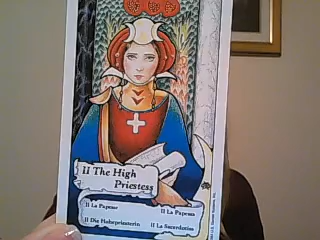 II The High
Priestess
II La Papesse
II La Papessa
II Die Hohepriesterin
II La Sacerdotisa